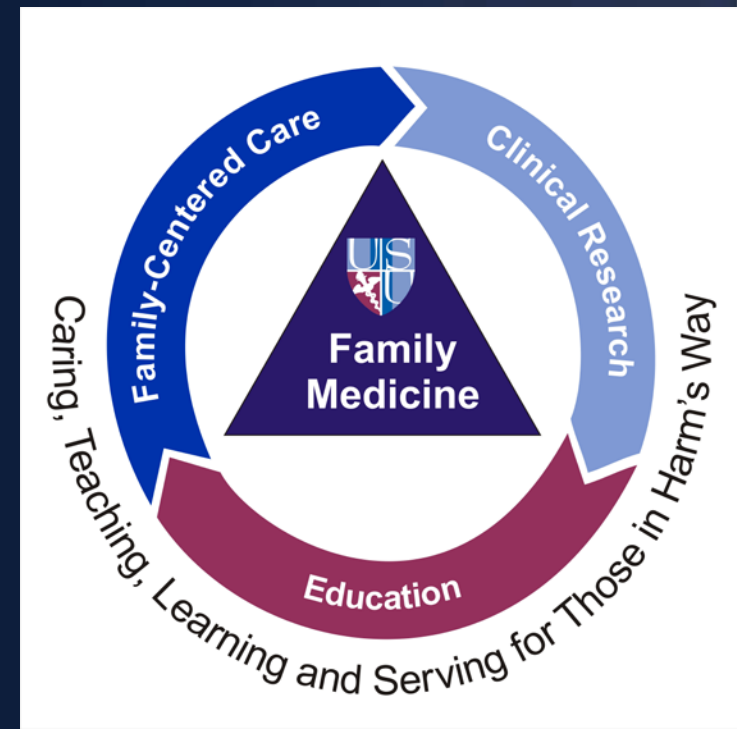 Family-Centered Care
Clinical Research
USU
Family
Medicine
Education
Caring, Teaching, Learning and Serving for Those in Harm's Way